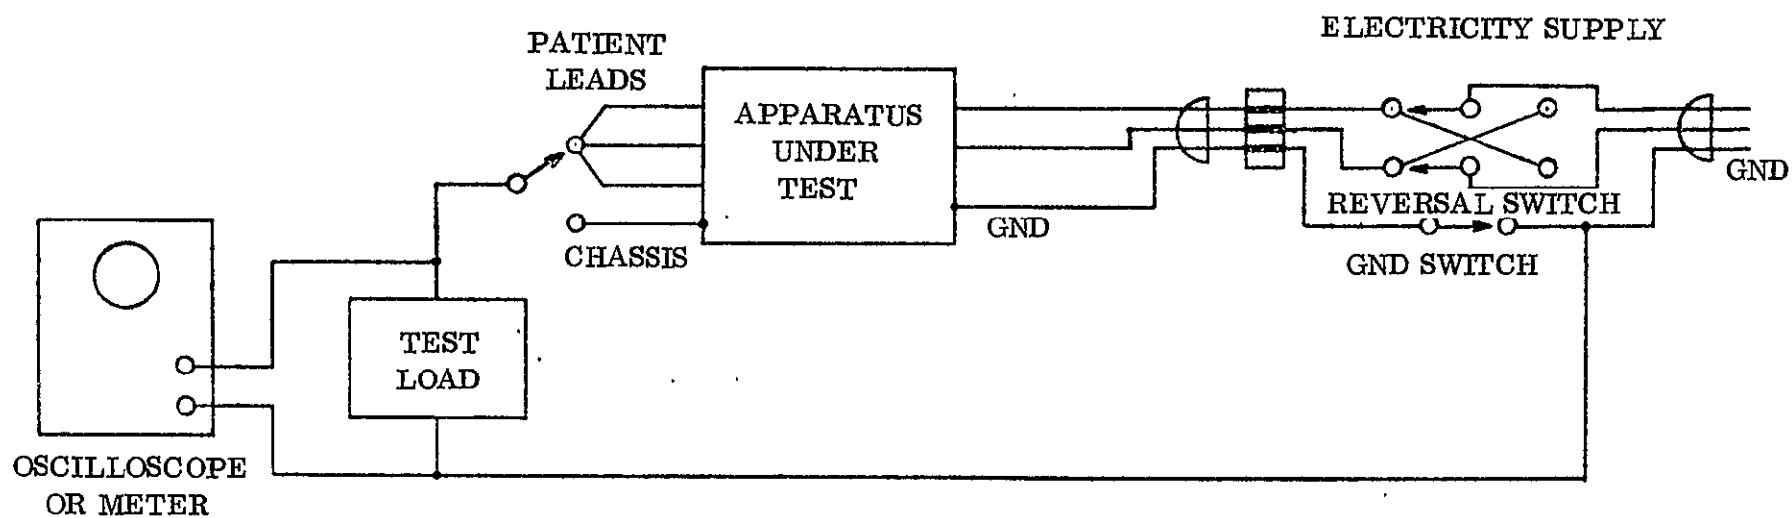 ELECTRICITY SUPPLY
PATIENT
LEADS
APPARATUS
UNDER
TEST
GND
REVERSAL SWITCH
GND
CHASSIS
GND SWITCH
TEST
LOAD
OSCILLOSCOPE
OR METER